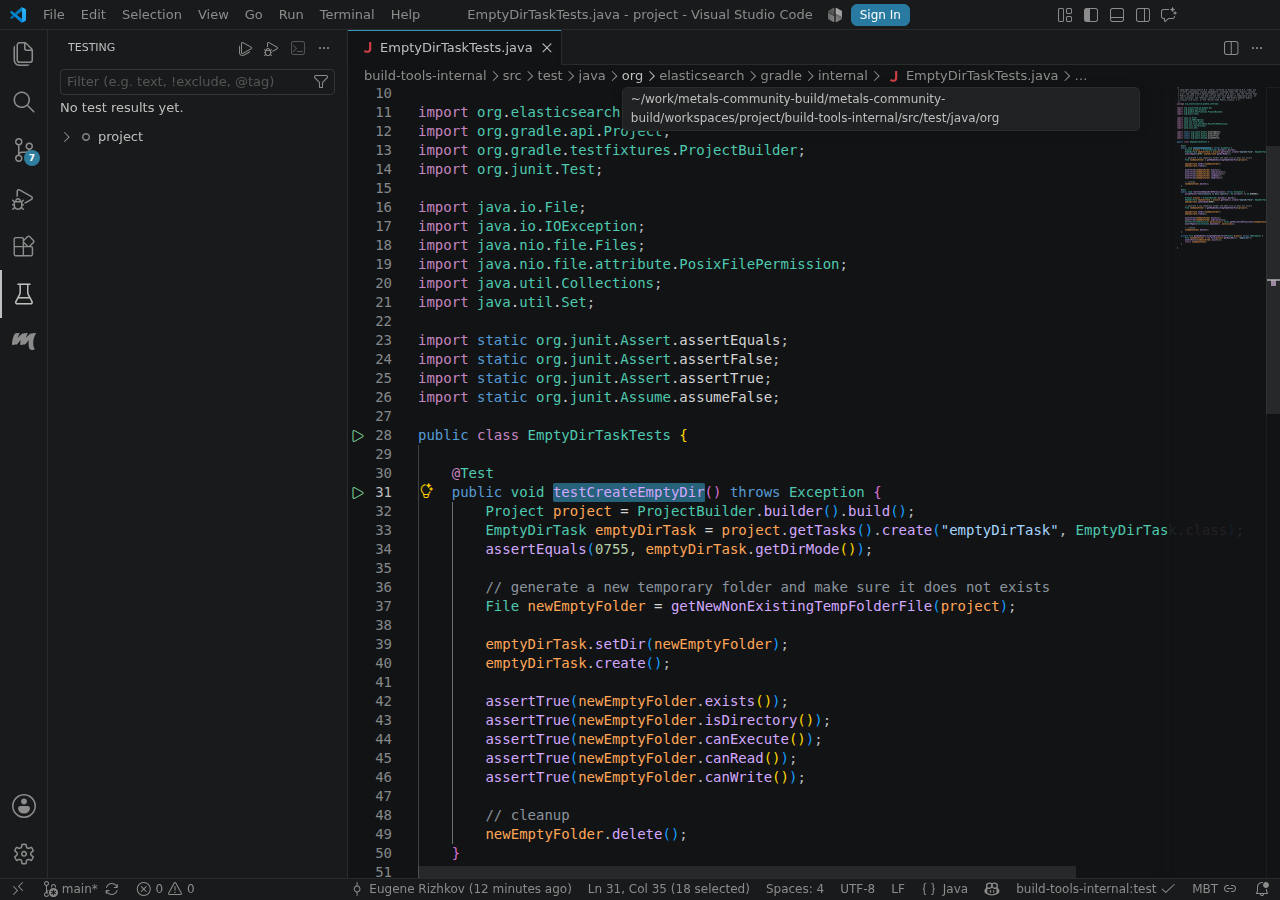 File Edit Selection View Go Run Terminal Help EmptyDirTaskTests.java - project - Visual Studio Code Sign In
TESTING
EmptyDirTaskTests.java
Filter (e.g. text, !exclude, @tag)
No test results yet.
project
7
build-tools-internal > src > test > java > org > elasticsearch > gradle > internal > EmptyDirTaskTests.java > ...
~/work/metals-community-build/metals-community-
build/workspaces/project/build-tools-internal/src/test/java/org
10
11 import org.elasticsearch
12 import org.gradle.api.Project;
13 import org.gradle.testfixtures.ProjectBuilder;
14 import org.junit.Test;
15
16 import java.io.File;
17 import java.io.IOException;
18 import java.nio.file.Files;
19 import java.nio.file.attribute.PosixFilePermission;
20 import java.util.Collections;
21 import java.util.Set;
22
23 import static org.junit.Assert.assertEquals;
24 import static org.junit.Assert.assertFalse;
25 import static org.junit.Assert.assertTrue;
26 import static org.junit.Assume.assumeFalse;
27
28 public class EmptyDirTaskTests {
29
30     @Test
31     public void testCreateEmptyDir() throws Exception {
32         Project project = ProjectBuilder.builder().build();
33         EmptyDirTask emptyDirTask = project.getTasks().create("emptyDirTask", EmptyDirTask.class);
34         assertEquals(0755, emptyDirTask.getDirMode());
35
36         // generate a new temporary folder and make sure it does not exists
37         File newEmptyFolder = getNewNonExistingTempFolderFile(project);
38
39         emptyDirTask.setDir(newEmptyFolder);
40         emptyDirTask.create();
41
42         assertTrue(newEmptyFolder.exists());
43         assertTrue(newEmptyFolder.isDirectory());
44         assertTrue(newEmptyFolder.canExecute());
45         assertTrue(newEmptyFolder.canRead());
46         assertTrue(newEmptyFolder.canWrite());
47
48         // cleanup
49         newEmptyFolder.delete();
50     }
51
main* 0 0 Eugene Rizhkov (12 minutes ago) Ln 31, Col 35 (18 selected) Spaces: 4 UTF-8 LF { } Java build-tools-internal:test MBT